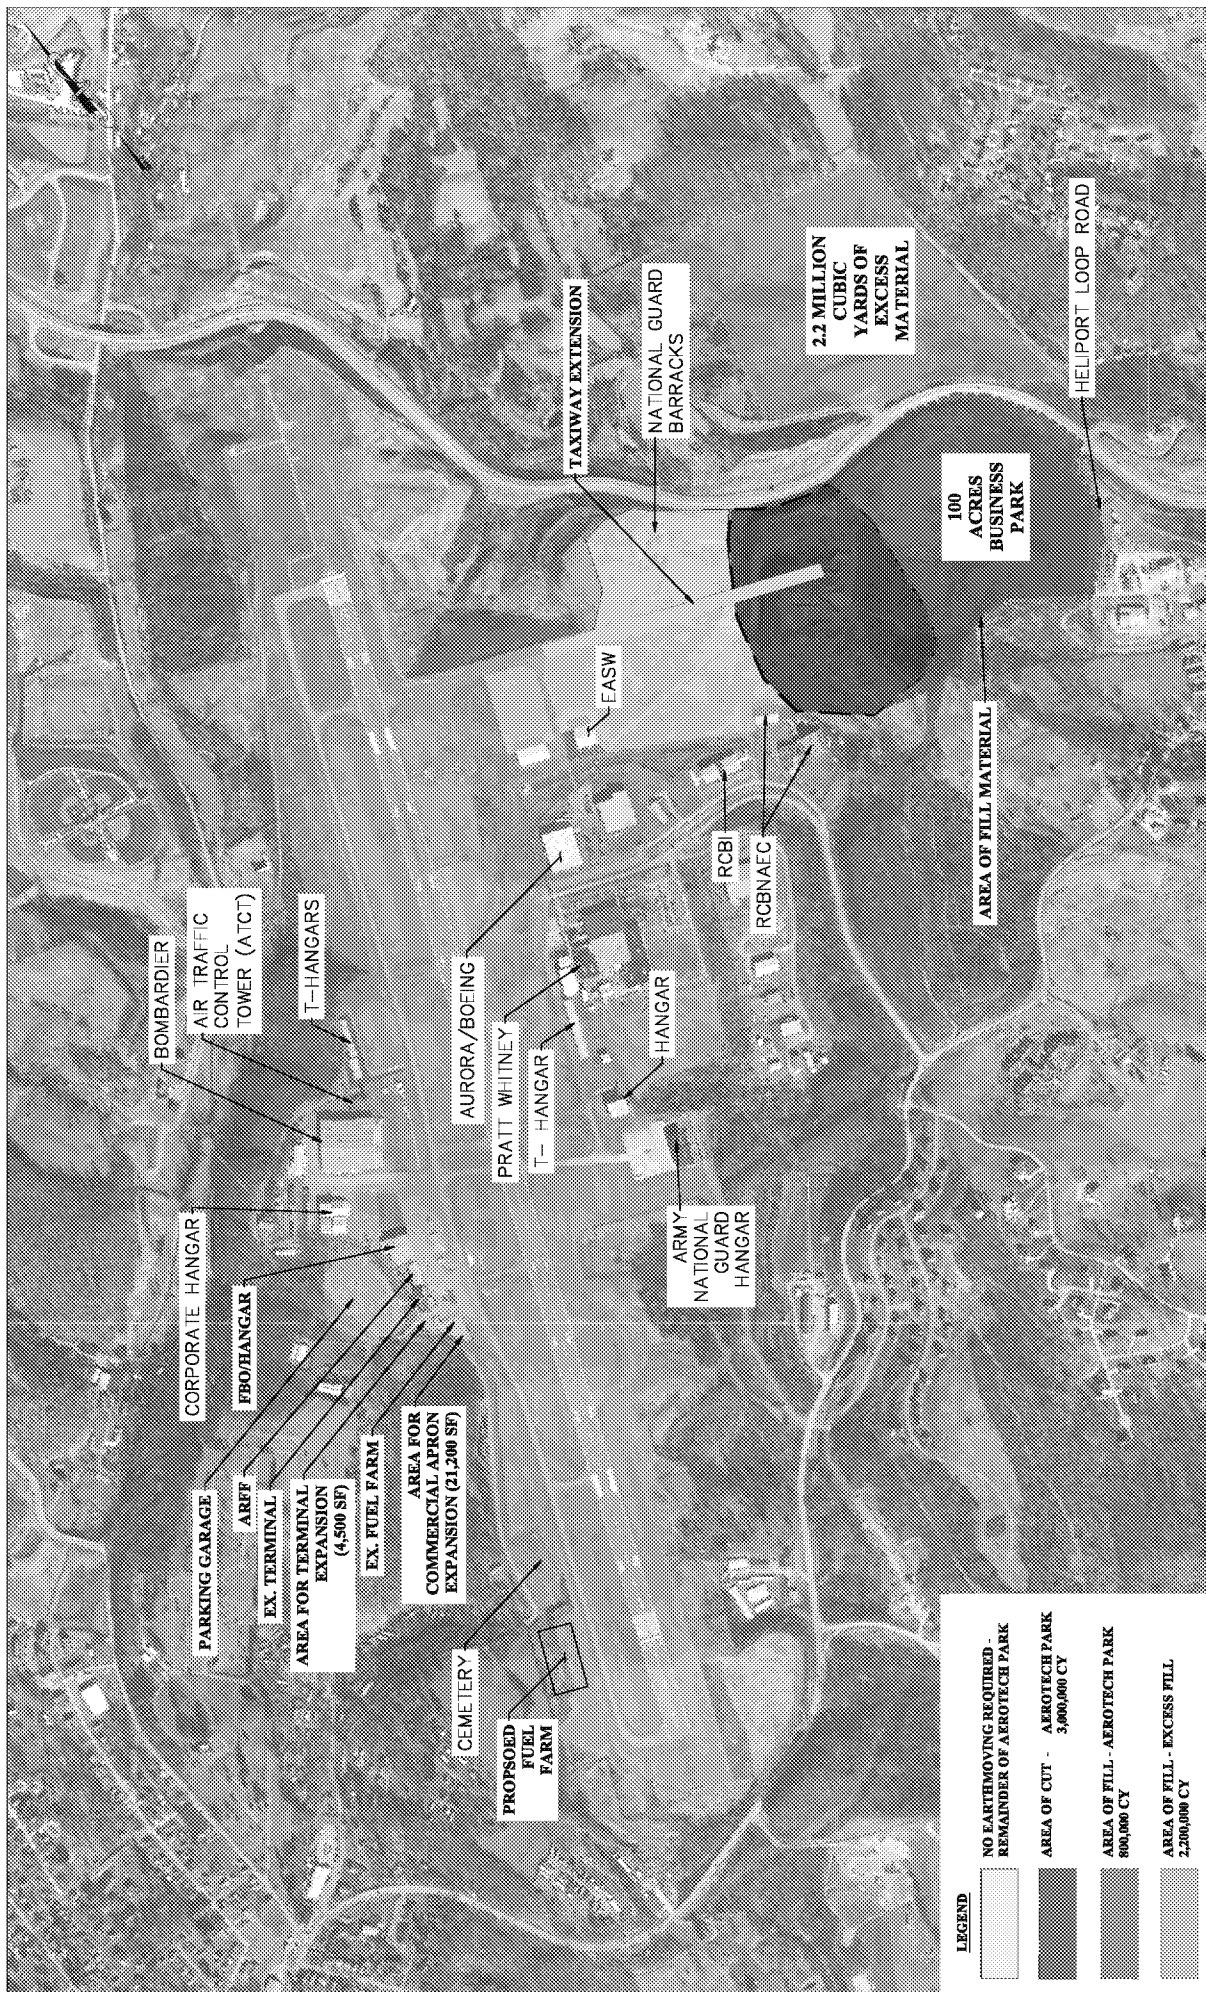 BOMBARDIER
AIR TRAFFIC
CONTROL
TOWER (ATCT)
T-HANGARS
CORPORATE HANGAR
FBO/HANGAR
PARKING GARAGE
ARFF
EX. TERMINAL
AREA FOR TERMINAL
EXPANSION
(4,500 SF)
EX. FUEL FARM
AREA FOR
COMMERCIAL APRON
EXPANSION (21,200 SF)
CEMETERY
PROPSOED
FUEL
FARM
AURORA/BOEING
PRATT WHITNEY
T- HANGAR
HANGAR
ARMY
NATIONAL
GUARD
HANGAR
EASW
RCBI
RCBNAEC
TAXIWAY EXTENSION
NATIONAL GUARD
BARRACKS
2.2 MILLION
CUBIC
YARDS OF
EXCESS
MATERIAL
100
ACRES
BUSINESS
PARK
HELIPORT LOOP ROAD
AREA OF FILL MATERIAL
LEGEND
NO EARTHMOVING REQUIRED -
REMAINDER OF AEROTECH PARK
AREA OF CUT - AEROTECH PARK
3,000,000 CY
AREA OF FILL - AEROTECH PARK
800,000 CY
AREA OF FILL - EXCESS FILL
2,200,000 CY